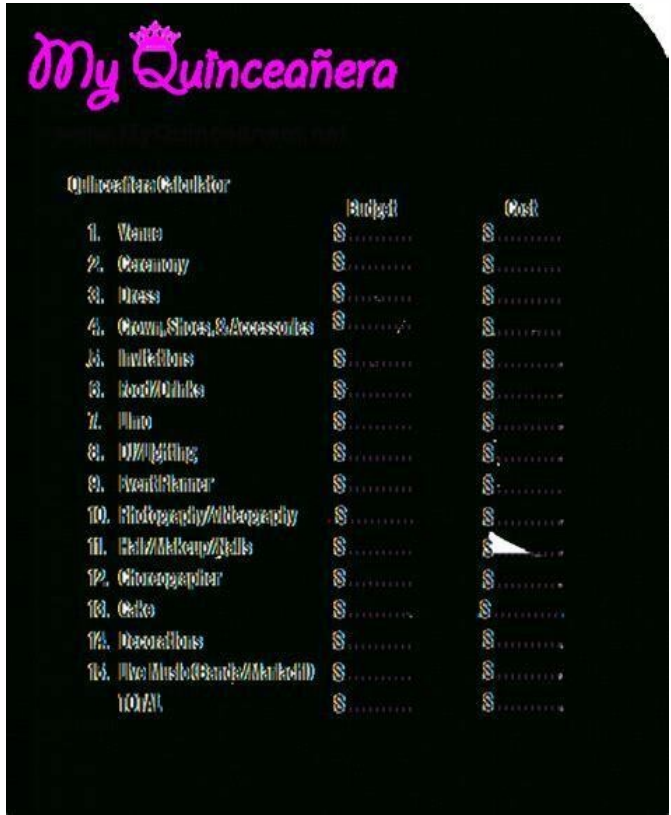 My Quinceañera
Quinceañera Calculator
Budget Cost
1. Venue $.......... $..........
2. Ceremony $.......... $..........
3. Dress $.......... $..........
4. Crown, Shoes, & Accessories $.......... $..........
5. Invitations $.......... $..........
6. Food/Drinks $.......... $..........
7. Limo $.......... $..........
8. DJ/Lighting $.......... $..........
9. Event Planner $.......... $..........
10. Photography/Videography $.......... $..........
11. Hair/Makeup/Nails $.......... $..........
12. Choreographer $.......... $..........
13. Cake $.......... $..........
14. Decorations $.......... $..........
15. Live Music (Banda/Mariachi) $.......... $..........
TOTAL $.......... $..........